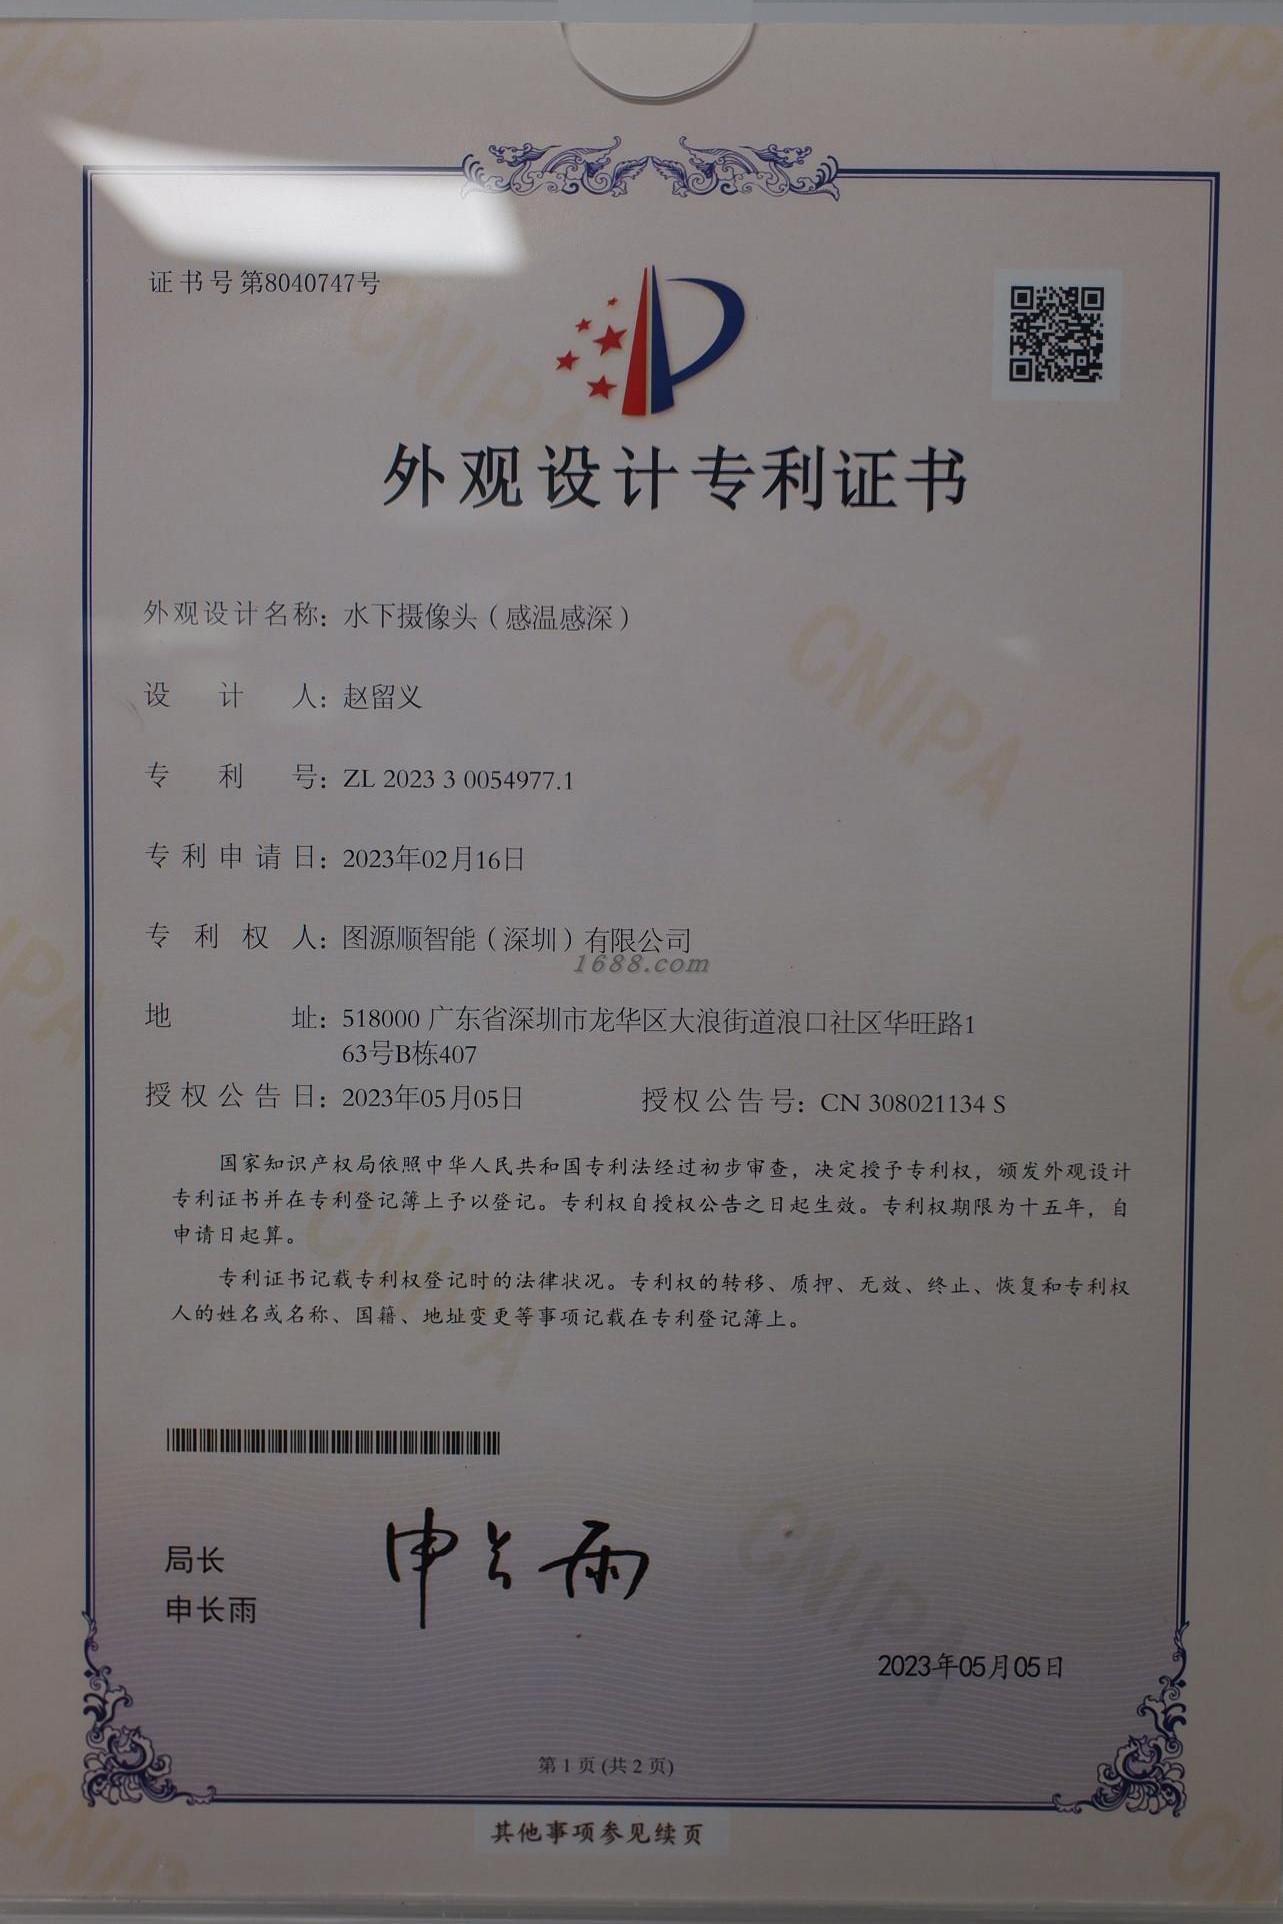 证书号第8040747号
外观设计专利证书
外观设计名称：水下摄像头（感温感深）
设计人：赵留义
专利号：ZL 2023 3 0054977.1
专利申请日：2023年02月16日
专利权人：图源顺智能（深圳）有限公司
1688.com
地址：518000 广东省深圳市龙华区大浪街道浪口社区华旺路1
63号B栋407
授权公告日：2023年05月05日 授权公告号：CN 308021134 S
国家知识产权局依照中华人民共和国专利法经过初步审查，决定授予专利权，颁发外观设计
专利证书并在专利登记簿上予以登记。专利权自授权公告之日起生效。专利权期限为十五年，自
申请日起算。
专利证书记载专利权登记时的法律状况。专利权的转移、质押、无效、终止、恢复和专利权
人的姓名或名称、国籍、地址变更等事项记载在专利登记簿上。
局长
申长雨
申长雨
2023年05月05日
第 1 页 (共 2 页)
其他事项参见续页
CNIPA
CNIPA
CNIPA
CNIPA
CNIPA